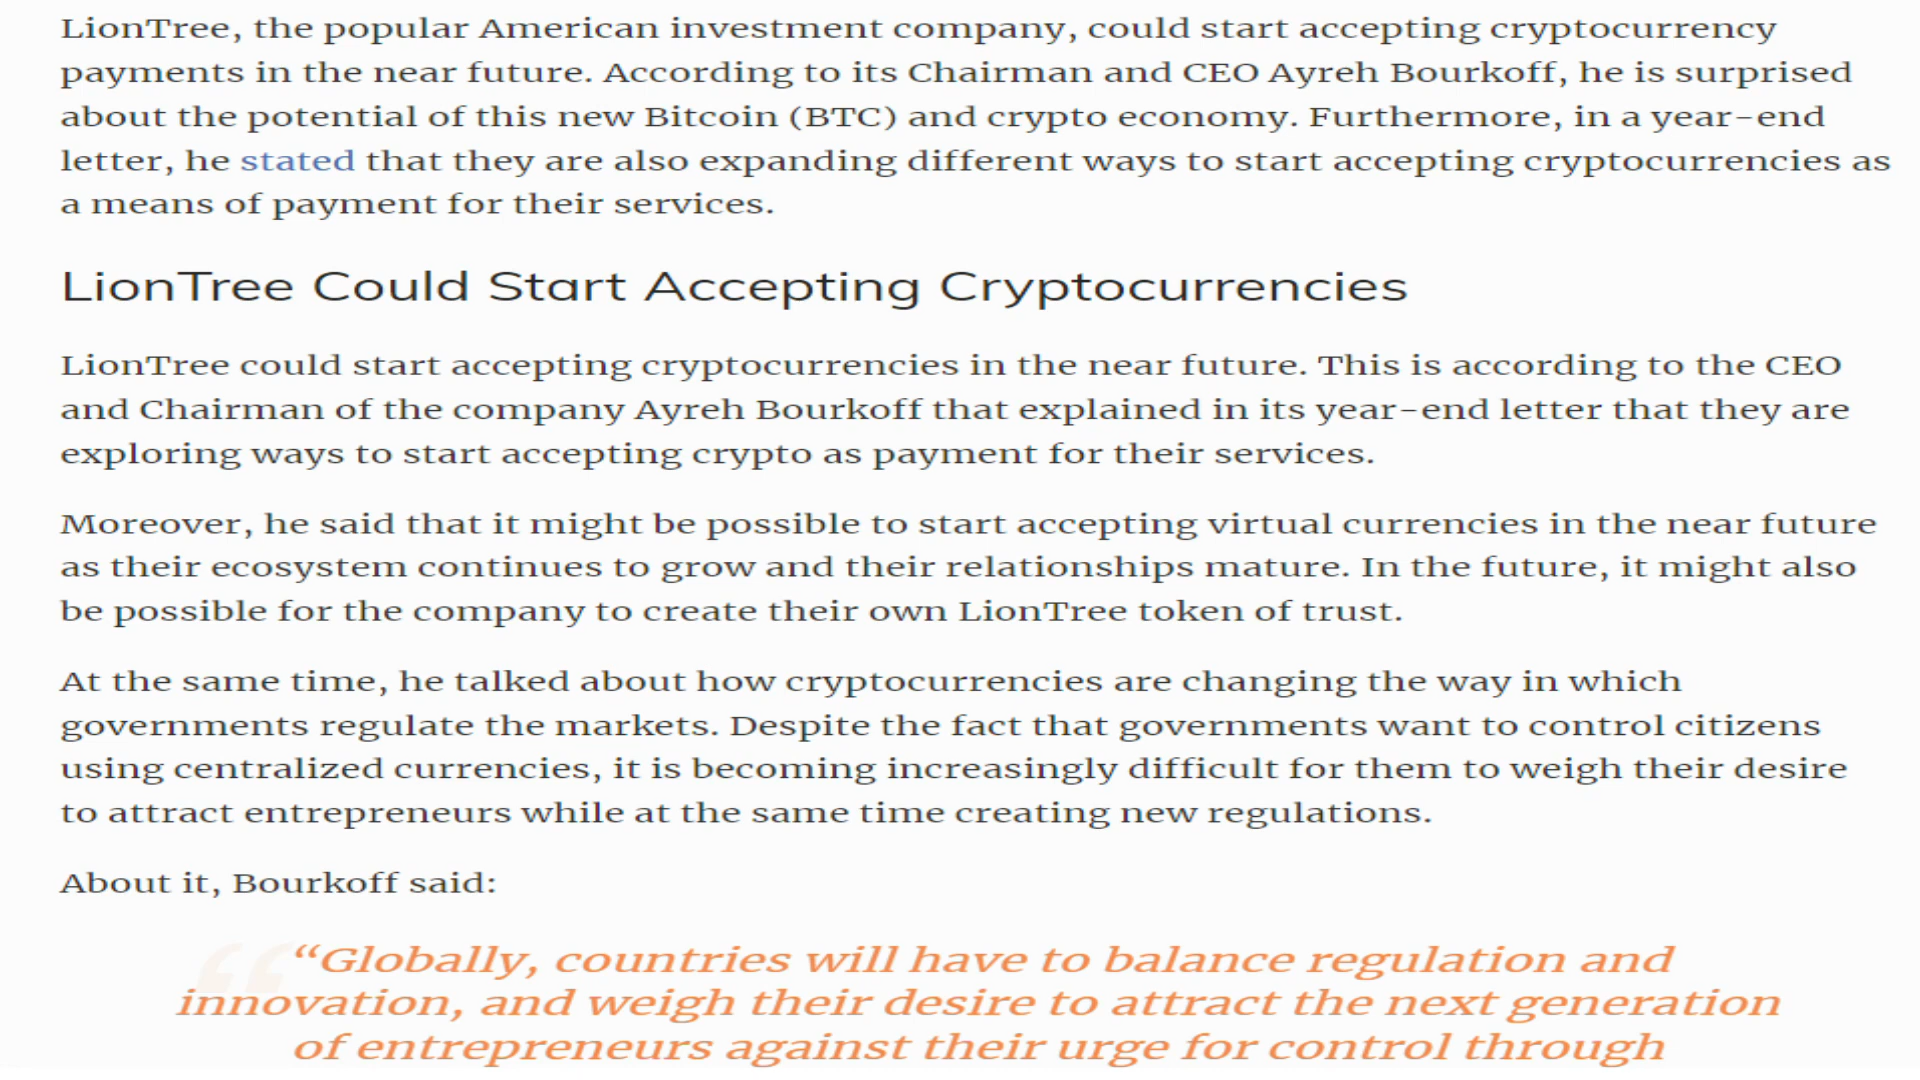 LionTree, the popular American investment company, could start accepting cryptocurrency
payments in the near future. According to its Chairman and CEO Ayreh Bourkoff, he is surprised
about the potential of this new Bitcoin (BTC) and crypto economy. Furthermore, in a year-end
letter, he stated that they are also expanding different ways to start accepting cryptocurrencies as
a means of payment for their services.
LionTree Could Start Accepting Cryptocurrencies
LionTree could start accepting cryptocurrencies in the near future. This is according to the CEO
and Chairman of the company Ayreh Bourkoff that explained in its year-end letter that they are
exploring ways to start accepting crypto as payment for their services.
Moreover, he said that it might be possible to start accepting virtual currencies in the near future
as their ecosystem continues to grow and their relationships mature. In the future, it might also
be possible for the company to create their own LionTree token of trust.
At the same time, he talked about how cryptocurrencies are changing the way in which
governments regulate the markets. Despite the fact that governments want to control citizens
using centralized currencies, it is becoming increasingly difficult for them to weigh their desire
to attract entrepreneurs while at the same time creating new regulations.
About it, Bourkoff said:
“Globally, countries will have to balance regulation and
innovation, and weigh their desire to attract the next generation
of entrepreneurs against their urge for control through